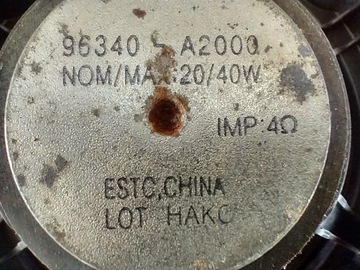 96340 - A2000
NOM/MAX:20/40W
IMP:4Ω
ESTC,CHINA
LOT HAKC